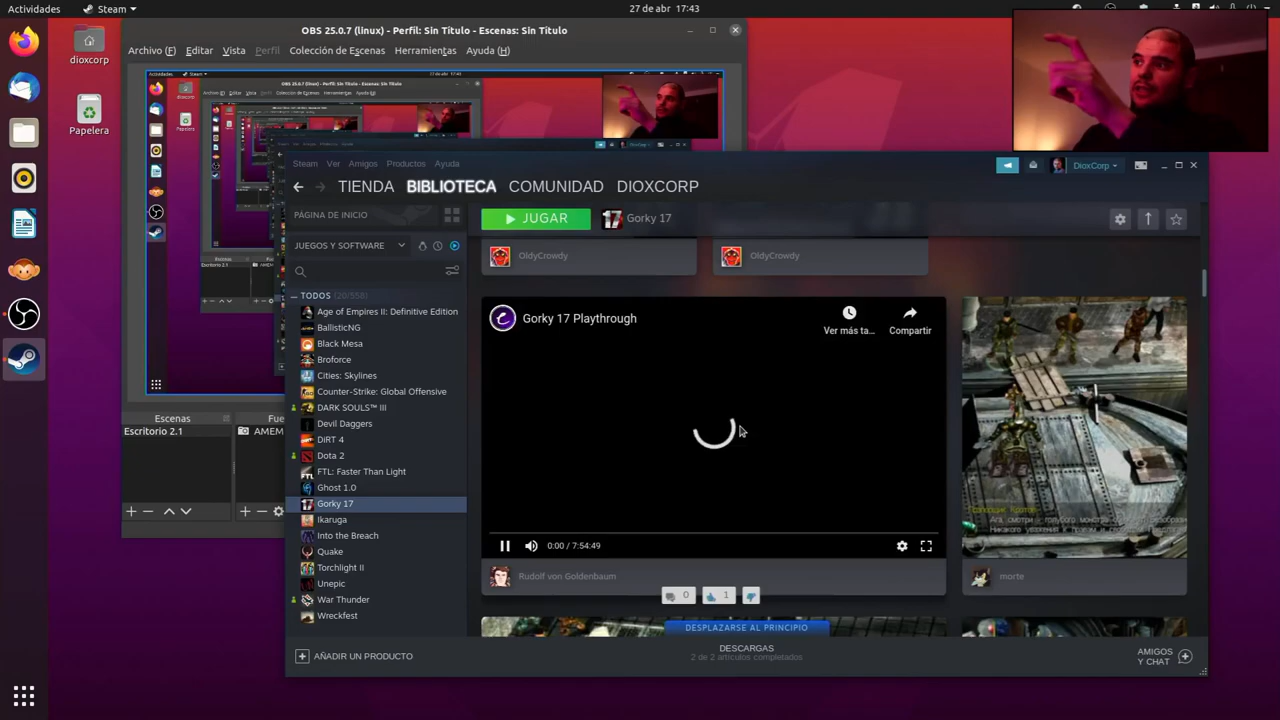 Actividades
Steam
27 de abr 17:43
dioxcorp
Papelera
OBS 25.0.7 (linux) - Perfil: Sin Título - Escenas: Sin Título
Archivo (F) Editar Vista Perfil Colección de Escenas Herramientas Ayuda (H)
Escenas
Escritorio 2.1
Steam Ver Amigos Productos Ayuda
DioxCorp
TIENDA BIBLIOTECA COMUNIDAD DIOXCORP
PÁGINA DE INICIO
JUGAR
Gorky 17
JUEGOS Y SOFTWARE
TODOS (20/558)
Age of Empires II: Definitive Edition
BallisticNG
Black Mesa
Broforce
Cities: Skylines
Counter-Strike: Global Offensive
DARK SOULS™ III
Devil Daggers
DiRT 4
Dota 2
FTL: Faster Than Light
Ghost 1.0
Gorky 17
Ikaruga
Into the Breach
Quake
Torchlight II
Unepic
War Thunder
Wreckfest
AÑADIR UN PRODUCTO
OldyCrowdy
OldyCrowdy
Gorky 17 Playthrough
Ver más ta...
Compartir
0:00 / 7:54:49
Rudolf von Goldenbaum
0
1
morte
DESPLAZARSE AL PRINCIPIO
DESCARGAS
2 de 2 artículos completados
AMIGOS
Y CHAT